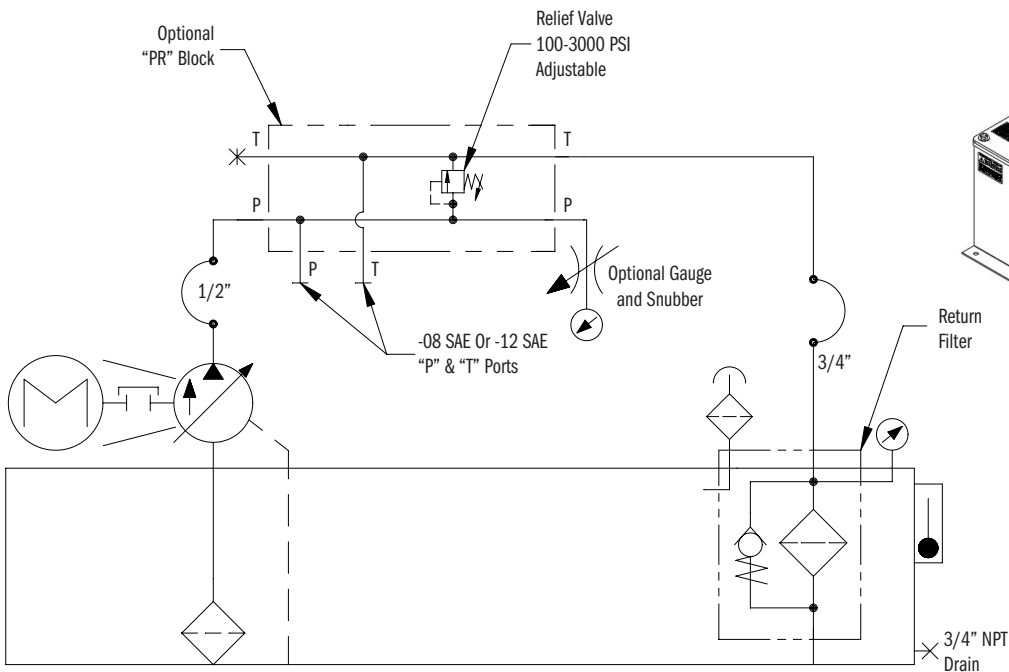 Optional
“PR” Block
Relief Valve
100-3000 PSI
Adjustable
T
T
P
P
P
T
1/2”
Optional Gauge
and Snubber
-08 SAE Or -12 SAE
“P” & “T” Ports
3/4”
Return
Filter
M
3/4” NPT
Drain